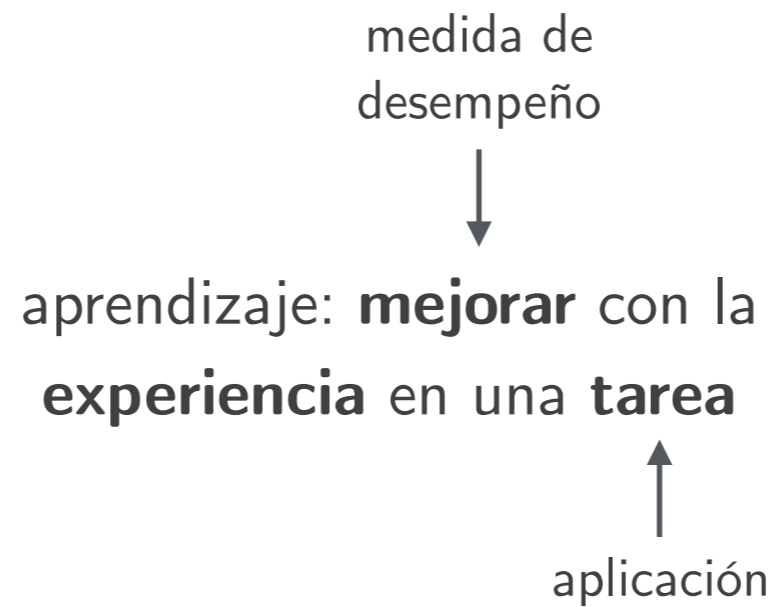 medida de
desempeño
aprendizaje: mejorar con la
experiencia en una tarea
aplicación